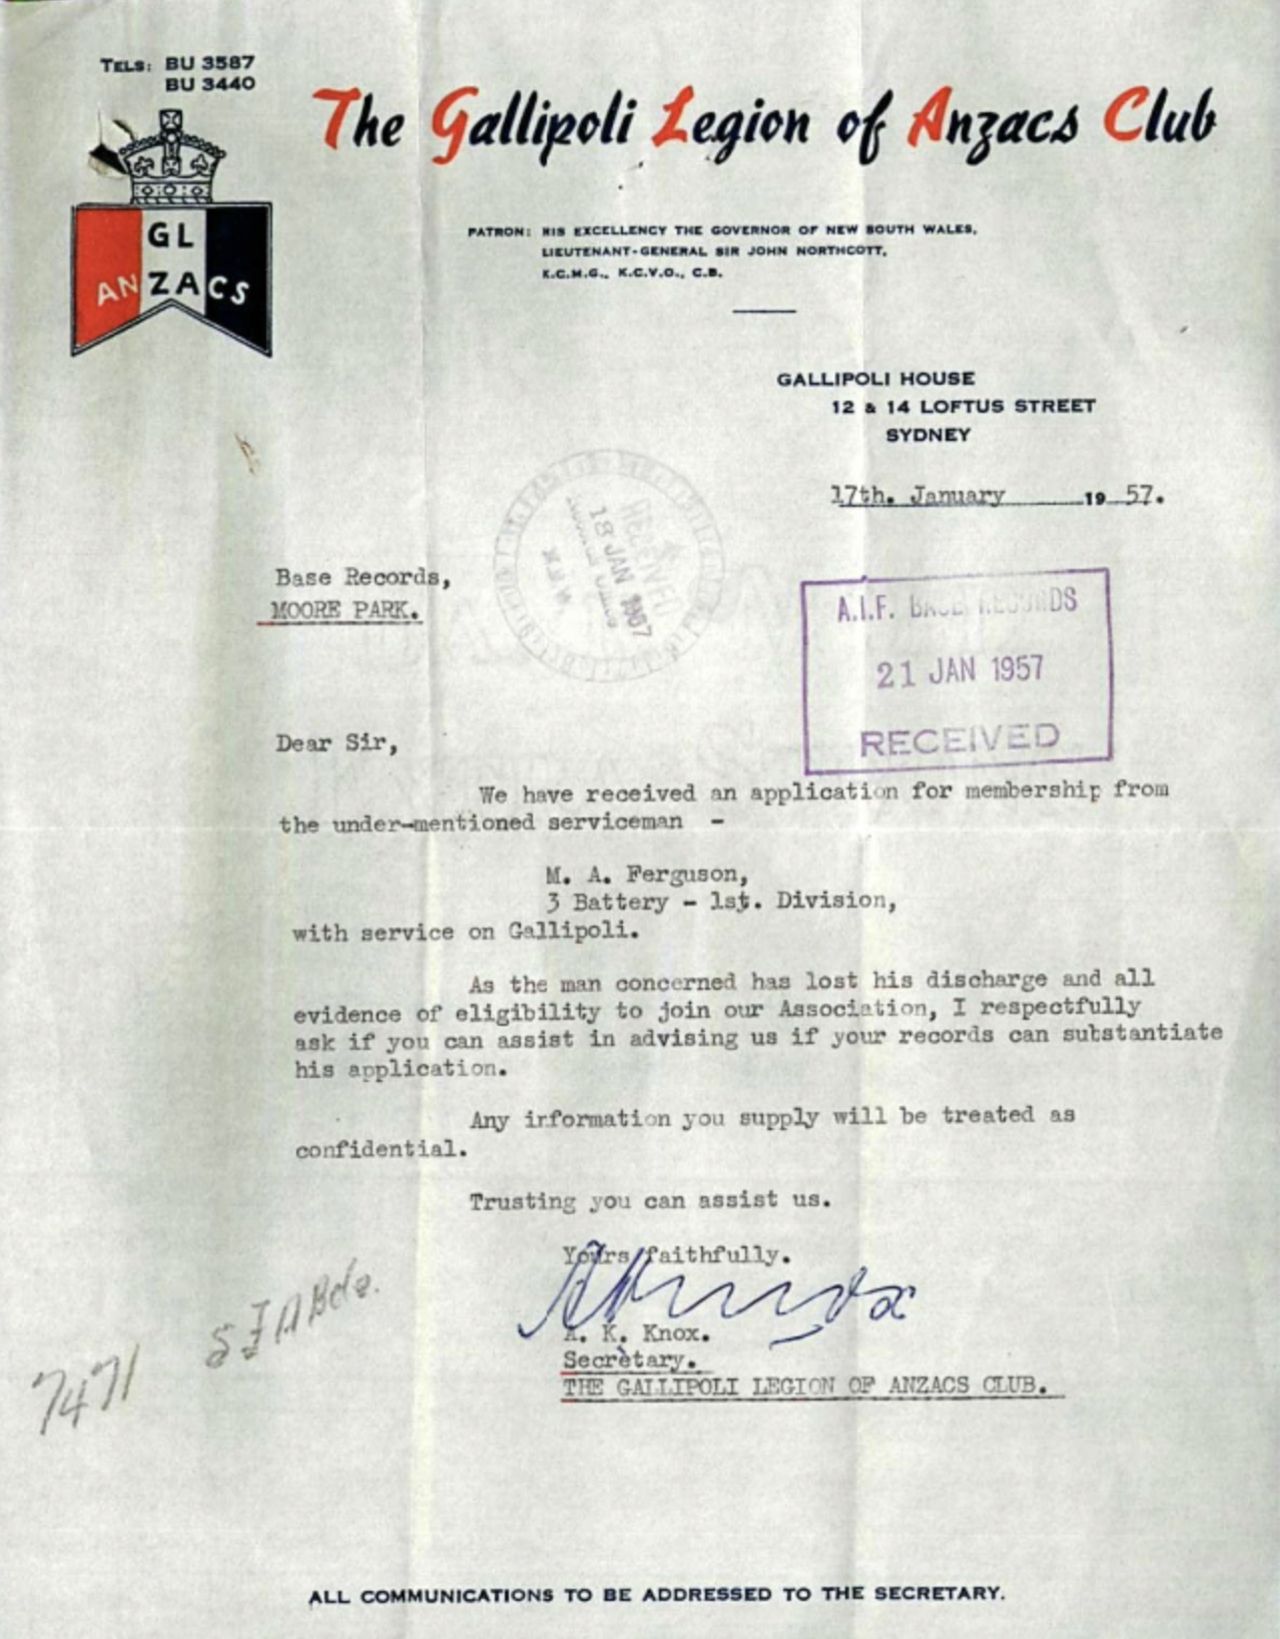 TELS: BU 3587
BU 3440
The Gallipoli Legion of Anzacs Club
GL
ANZACS
PATRON: HIS EXCELLENCY THE GOVERNOR OF NEW SOUTH WALES,
LIEUTENANT-GENERAL SIR JOHN NORTHCOTT,
K.C.M.G., K.C.V.O., C.B.
GALLIPOLI HOUSE
12 & 14 LOFTUS STREET
SYDNEY
17th. January 19 57.
RECEIVED
18 JAN 1957
Base Records,
MOORE PARK.
A.I.F. BASE RECORDS
21 JAN 1957
RECEIVED
Dear Sir,
We have received an application for membership from
the under-mentioned serviceman -
M. A. Ferguson,
3 Battery - 1st. Division,
with service on Gallipoli.
As the man concerned has lost his discharge and all
evidence of eligibility to join our Association, I respectfully
ask if you can assist in advising us if your records can substantiate
his application.
Any information you supply will be treated as
confidential.
Trusting you can assist us.
Yours faithfully.
A. K. Knox.
Secretary.
THE GALLIPOLI LEGION OF ANZACS CLUB.
7471
ALL COMMUNICATIONS TO BE ADDRESSED TO THE SECRETARY.